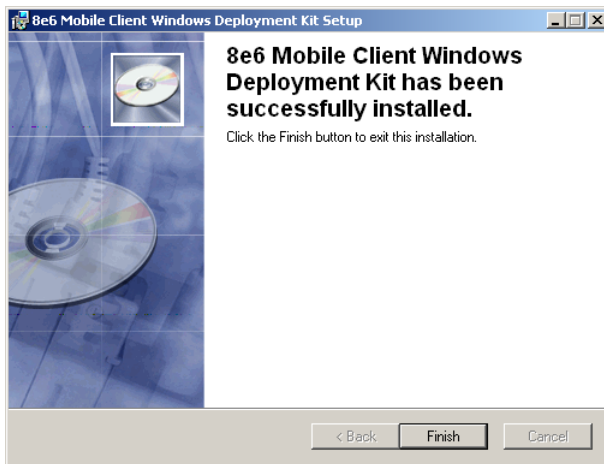 8e6 Mobile Client Windows Deployment Kit Setup
8e6 Mobile Client Windows
Deployment Kit has been
successfully installed.
Click the Finish button to exit this installation.
< Back
Finish
Cancel